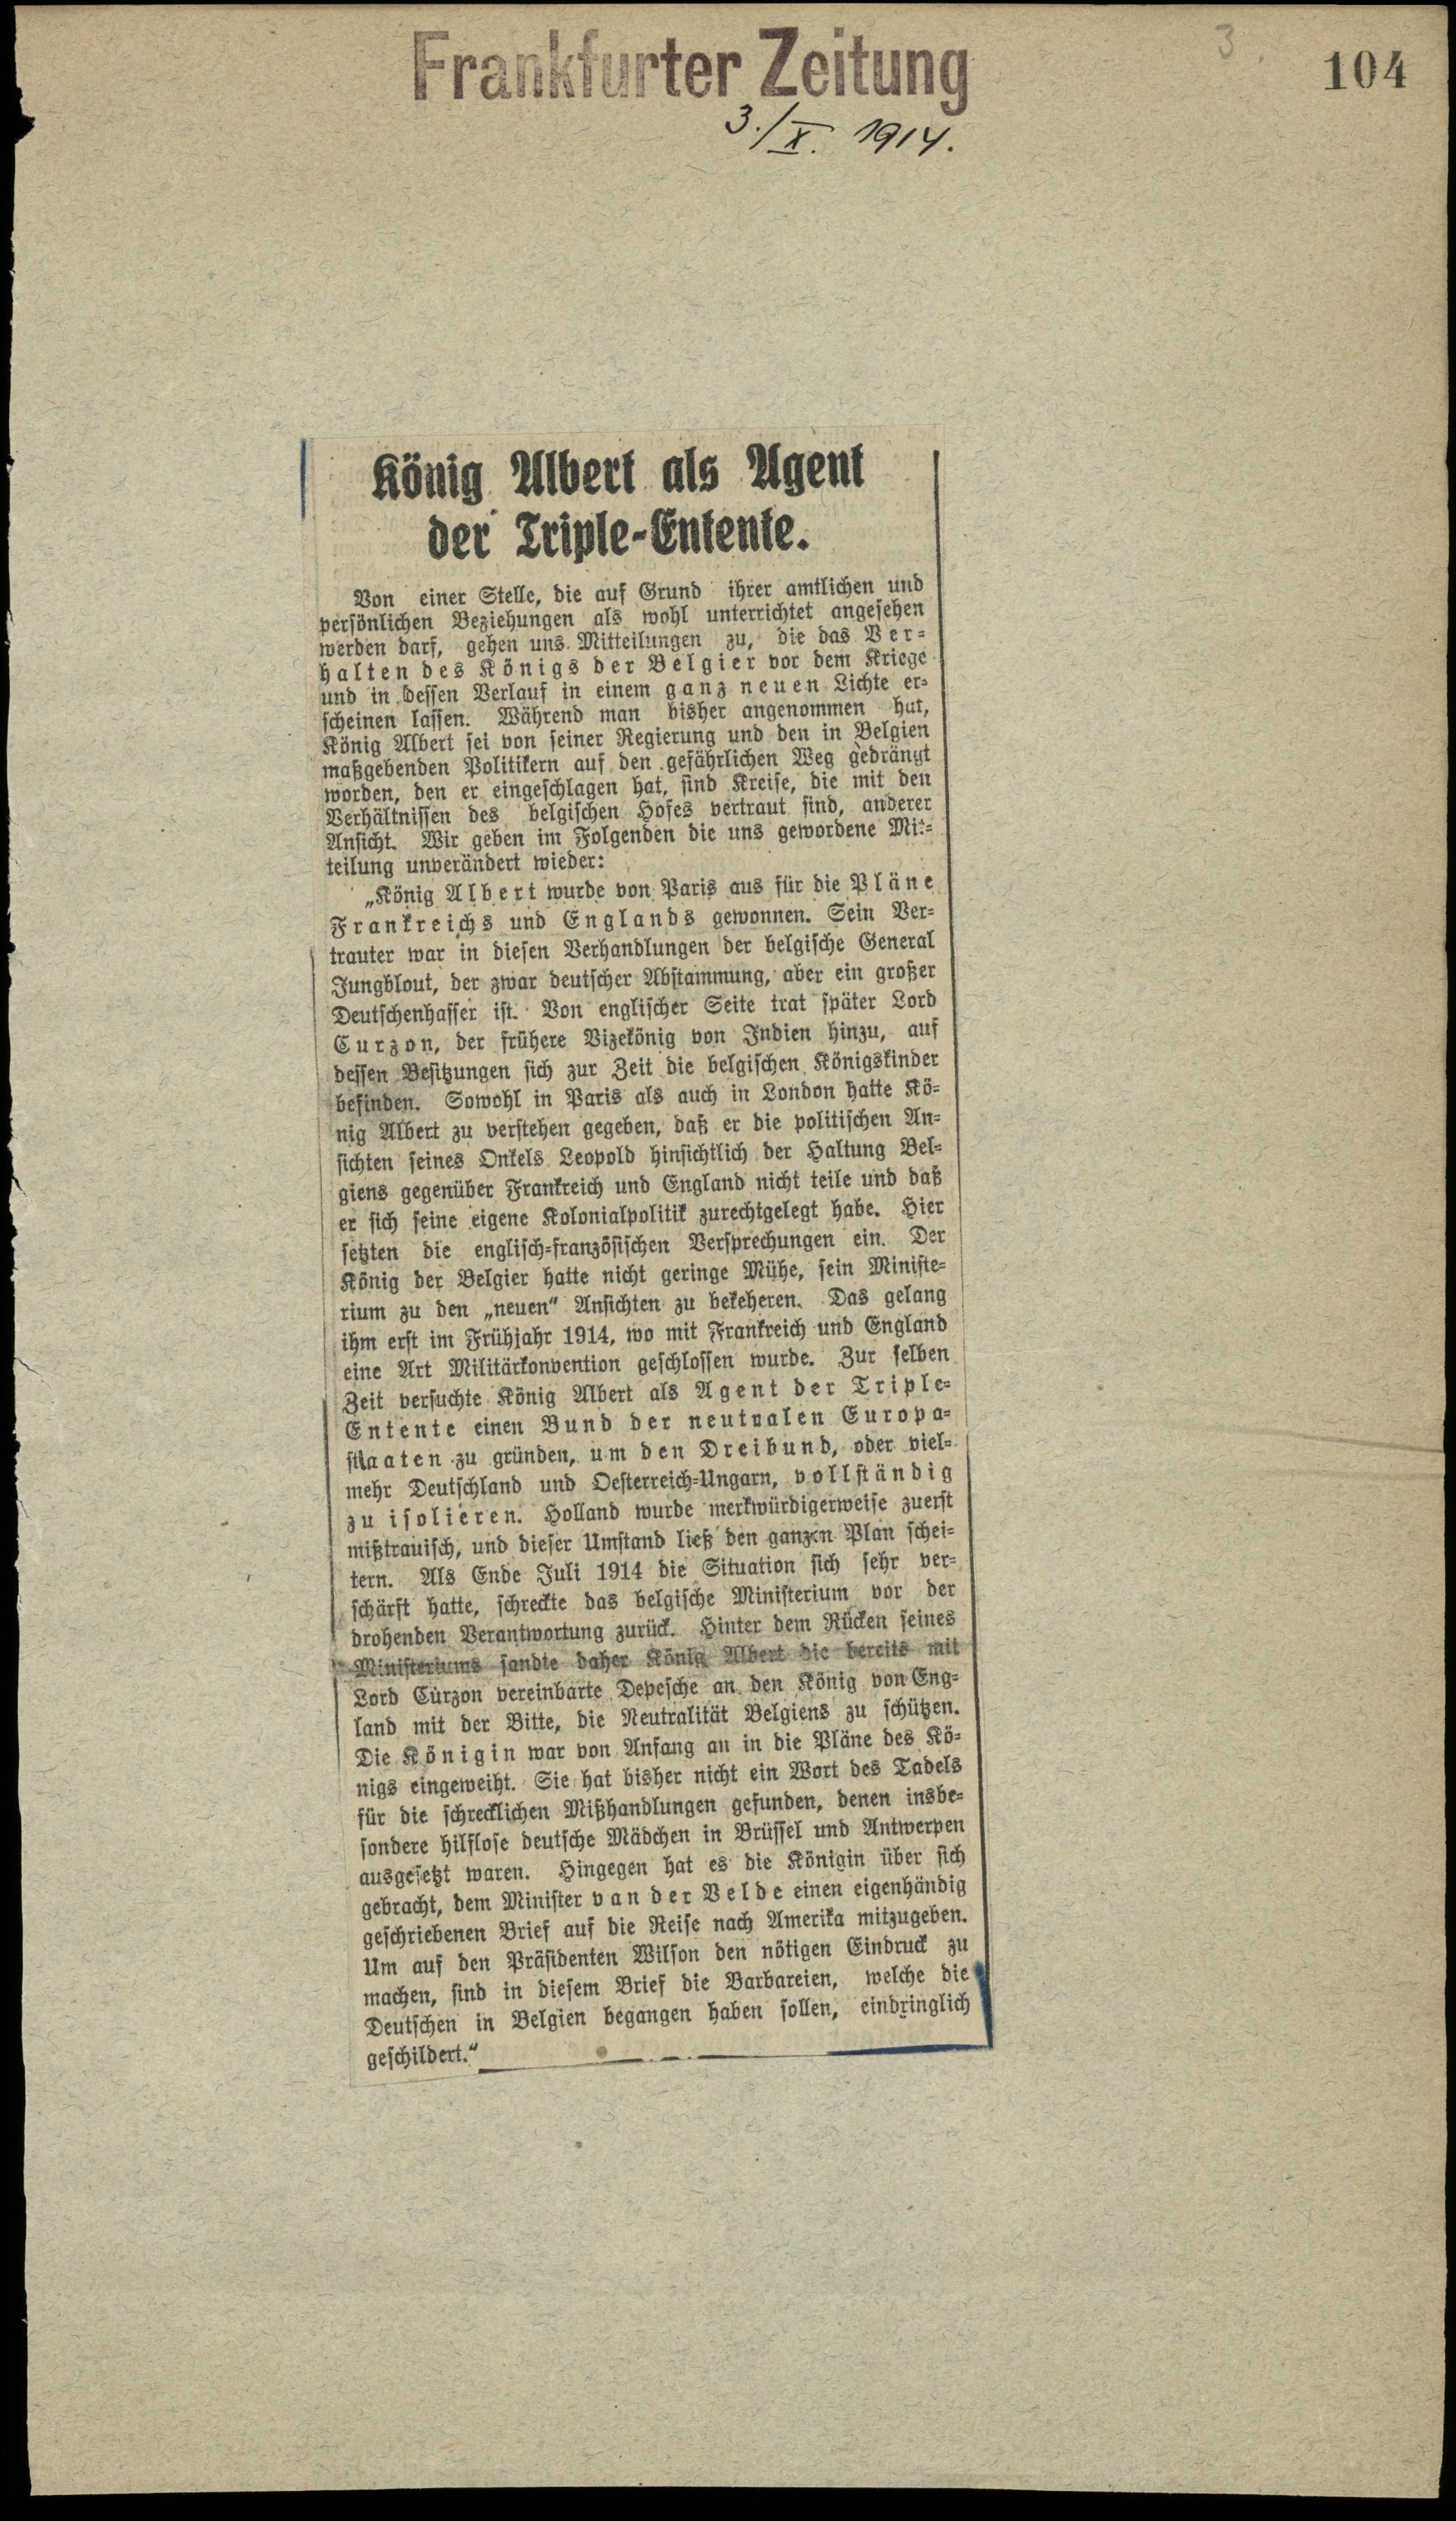 Frankfurter Zeitung
3.
104
3./X. 1914.
König Albert als Agent
der Triple-Entente.
Von einer Stelle, die auf Grund ihrer amtlichen und
persönlichen Beziehungen als wohl unterrichtet angesehen
werden darf, gehen uns Mitteilungen zu, die das Ver-
halten des Königs der Belgier vor dem Kriege
und in dessen Verlauf in einem ganz neuen Lichte er-
scheinen lassen. Während man bisher angenommen hat,
König Albert sei von seiner Regierung und den in Belgien
maßgebenden Politikern auf den gefährlichen Weg gedrängt
worden, den er eingeschlagen hat, sind Kreise, die mit den
Verhältnissen des belgischen Hofes vertraut sind, anderer
Ansicht. Wir geben im Folgenden die uns gewordene Mit-
teilung unverändert wieder:
„König Albert wurde von Paris aus für die Pläne
Frankreichs und Englands gewonnen. Sein Ver-
trauter war in diesen Verhandlungen der belgische General
Jungblout, der zwar deutscher Abstammung, aber ein großer
Deutschenhasser ist. Von englischer Seite trat später Lord
Curzon, der frühere Vizekönig von Indien hinzu, auf
dessen Besitzungen sich zur Zeit die belgischen Königskinder
befinden. Sowohl in Paris als auch in London hatte Kö-
nig Albert zu verstehen gegeben, daß er die politischen An-
sichten seines Onkels Leopold hinsichtlich der Haltung Bel-
giens gegenüber Frankreich und England nicht teile und daß
er sich seine eigene Kolonialpolitik zurechtgelegt habe. Hier
setzten die englisch-französischen Versprechungen ein. Der
König der Belgier hatte nicht geringe Mühe, sein Ministe-
rium zu den „neuen“ Ansichten zu bekeheren. Das gelang
ihm erst im Frühjahr 1914, wo mit Frankreich und England
eine Art Militärkonvention geschlossen wurde. Zur selben
Zeit versuchte König Albert als Agent der Triple-
Entente einen Bund der neutralen Europa-
staaten zu gründen, um den Dreibund, oder viel-
mehr Deutschland und Oesterreich-Ungarn, vollständig
zu isolieren. Holland wurde merkwürdigerweise zuerst
mißtrauisch, und dieser Umstand ließ den ganzen Plan schei-
tern. Als Ende Juli 1914 die Situation sich sehr ver-
schärft hatte, schreckte das belgische Ministerium vor der
drohenden Verantwortung zurück. Hinter dem Rücken seines
Ministeriums sandte daher König Albert die bereits mit
Lord Curzon vereinbarte Depesche an den König von Eng-
land mit der Bitte, die Neutralität Belgiens zu schützen.
Die Königin war von Anfang an in die Pläne des Kö-
nigs eingeweiht. Sie hat bisher nicht ein Wort des Tadels
für die schrecklichen Mißhandlungen gefunden, denen insbe-
sondere hilflose deutsche Mädchen in Brüssel und Antwerpen
ausgesetzt waren. Hingegen hat es die Königin über sich
gebracht, dem Minister van der Velde einen eigenhändig
geschriebenen Brief auf die Reise nach Amerika mitzugeben.
Um auf den Präsidenten Wilson den nötigen Eindruck zu
machen, sind in diesem Brief die Barbareien, welche die
Deutschen in Belgien begangen haben sollen, eindringlich
geschildert.“